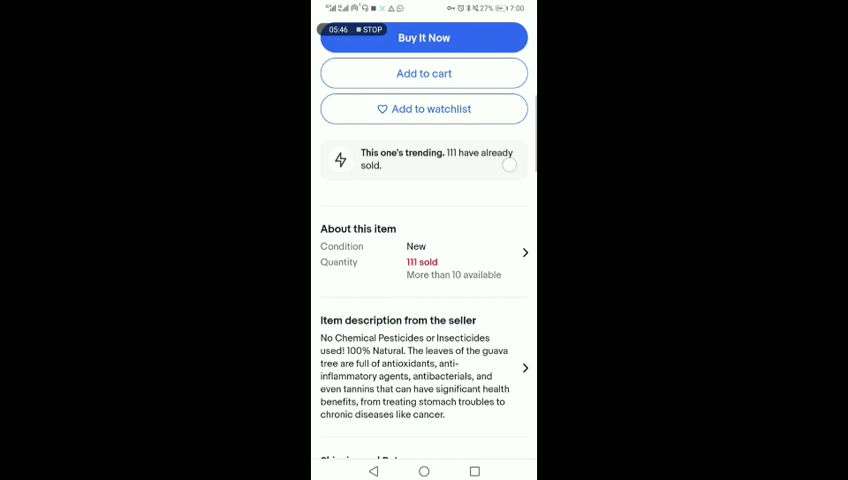 27% 7:00
05:46 STOP
Buy It Now
Add to cart
Add to watchlist
This one's trending. 111 have already
sold.
About this item
Condition New
Quantity 111 sold
More than 10 available
Item description from the seller
No Chemical Pesticides or Insecticides
used! 100% Natural. The leaves of the guava
tree are full of antioxidants, anti-
inflammatory agents, antibacterials, and
even tannins that can have significant health
benefits, from treating stomach troubles to
chronic diseases like cancer.